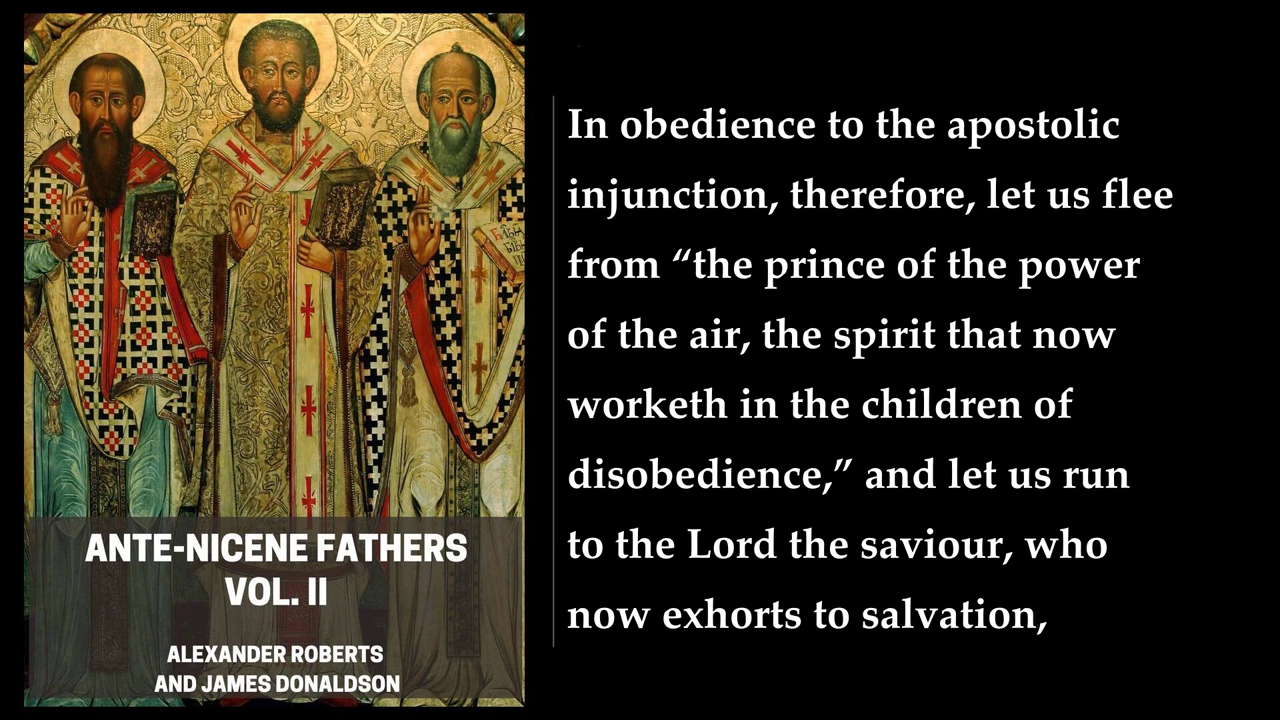 ANTE-NICENE FATHERS
VOL. II
ALEXANDER ROBERTS
AND JAMES DONALDSON
In obedience to the apostolic
injunction, therefore, let us flee
from “the prince of the power
of the air, the spirit that now
worketh in the children of
disobedience,” and let us run
to the Lord the saviour, who
now exhorts to salvation,